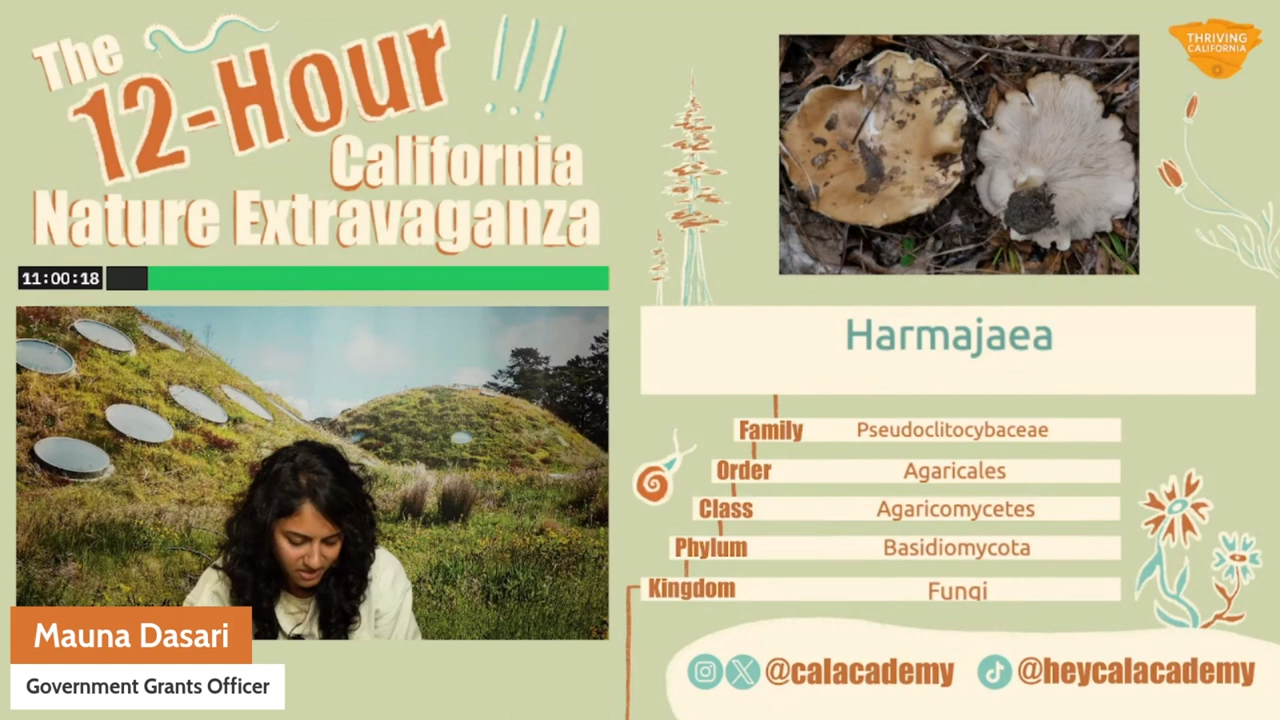 The
12-Hour !!!
California
Nature Extravaganza
11:00:18
THRIVING
CALIFORNIA
Harmajaea
Family Pseudoclitocybaceae
Order Agaricales
Class Agaricomycetes
Phylum Basidiomycota
Kingdom Fungi
Mauna Dasari
Government Grants Officer
@calacademy @heycalacademy